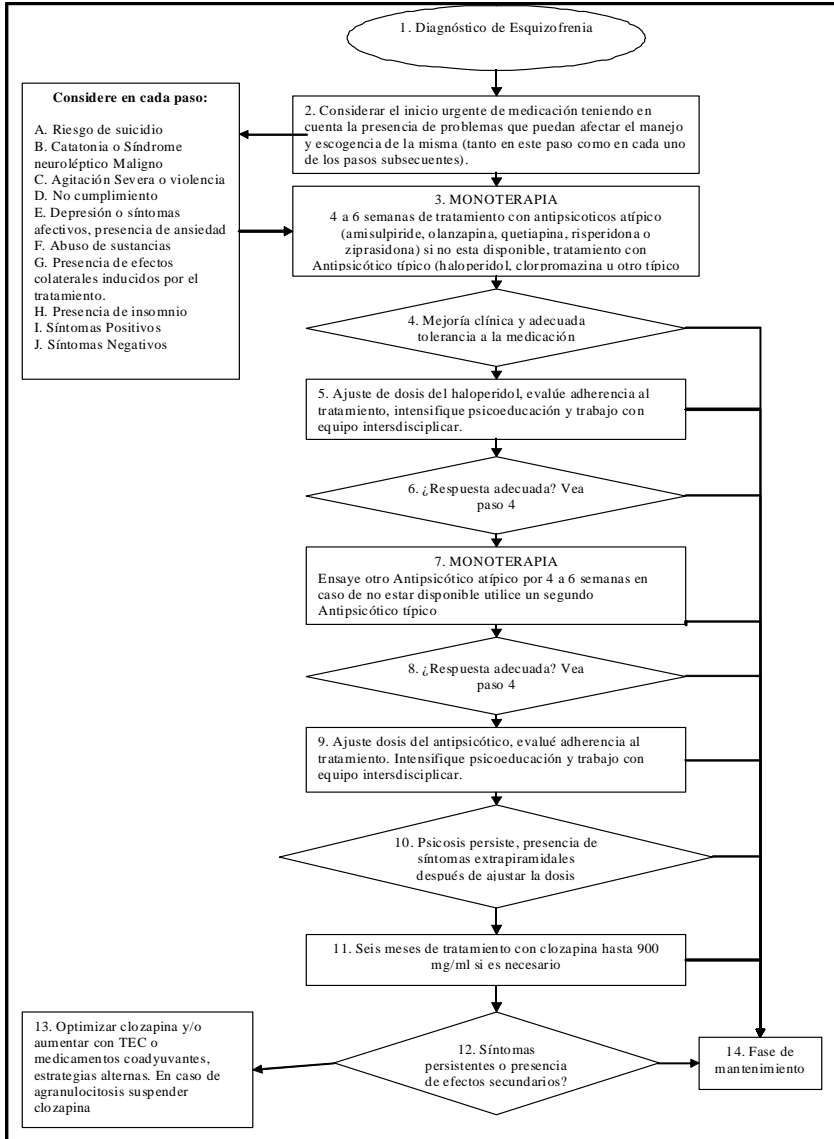 1. Diagnóstico de Esquizofrenia
Considere en cada paso:
A. Riesgo de suicidio
B. Catatonia o Síndrome
neuroléptico Maligno
C. Agitación Severa o violencia
D. No cumplimiento
E. Depresión o síntomas
afectivos, presencia de ansiedad
F. Abuso de sustancias
G. Presencia de efectos
colaterales inducidos por el
tratamiento.
H. Presencia de insomnio
I. Síntomas Positivos
J. Síntomas Negativos
2. Considerar el inicio urgente de medicación teniendo en
cuenta la presencia de problemas que puedan afectar el manejo
y escogencia de la misma (tanto en este paso como en cada uno
de los pasos subsecuentes).
3. MONOTERAPIA
4 a 6 semanas de tratamiento con antipsicoticos atípico
(amisulpiride, olanzapina, quetiapina, risperidona o
ziprasidona) si no esta disponible, tratamiento con
Antipsicótico típico (haloperidol, clorpromazina u otro típico
4. Mejoría clínica y adecuada
tolerancia a la medicación
5. Ajuste de dosis del haloperidol, evalúe adherencia al
tratamiento, intensifique psicoeducación y trabajo con
equipo intersdisciplicar.
6. ¿Respuesta adecuada? Vea
paso 4
7. MONOTERAPIA
Ensaye otro Antipsicótico atípico por 4 a 6 semanas en
caso de no estar disponible utilice un segundo
Antipsicótico típico
8. ¿Respuesta adecuada? Vea
paso 4
9. Ajuste dosis del antipsicótico, evalué adherencia al
tratamiento. Intensifique psicoeducación y trabajo con
equipo intersdisciplicar.
10. Psicosis persiste, presencia de
síntomas extrapiramidales
después de ajustar la dosis
11. Seis meses de tratamiento con clozapina hasta 900
mg/ml si es necesario
12. Síntomas
persistentes o presencia
de efectos secundarios?
13. Optimizar clozapina y/o
aumentar con TEC o
medicamentos coadyuvantes,
estrategias alternas. En caso de
agranulocitosis suspender
clozapina
14. Fase de
mantenimiento